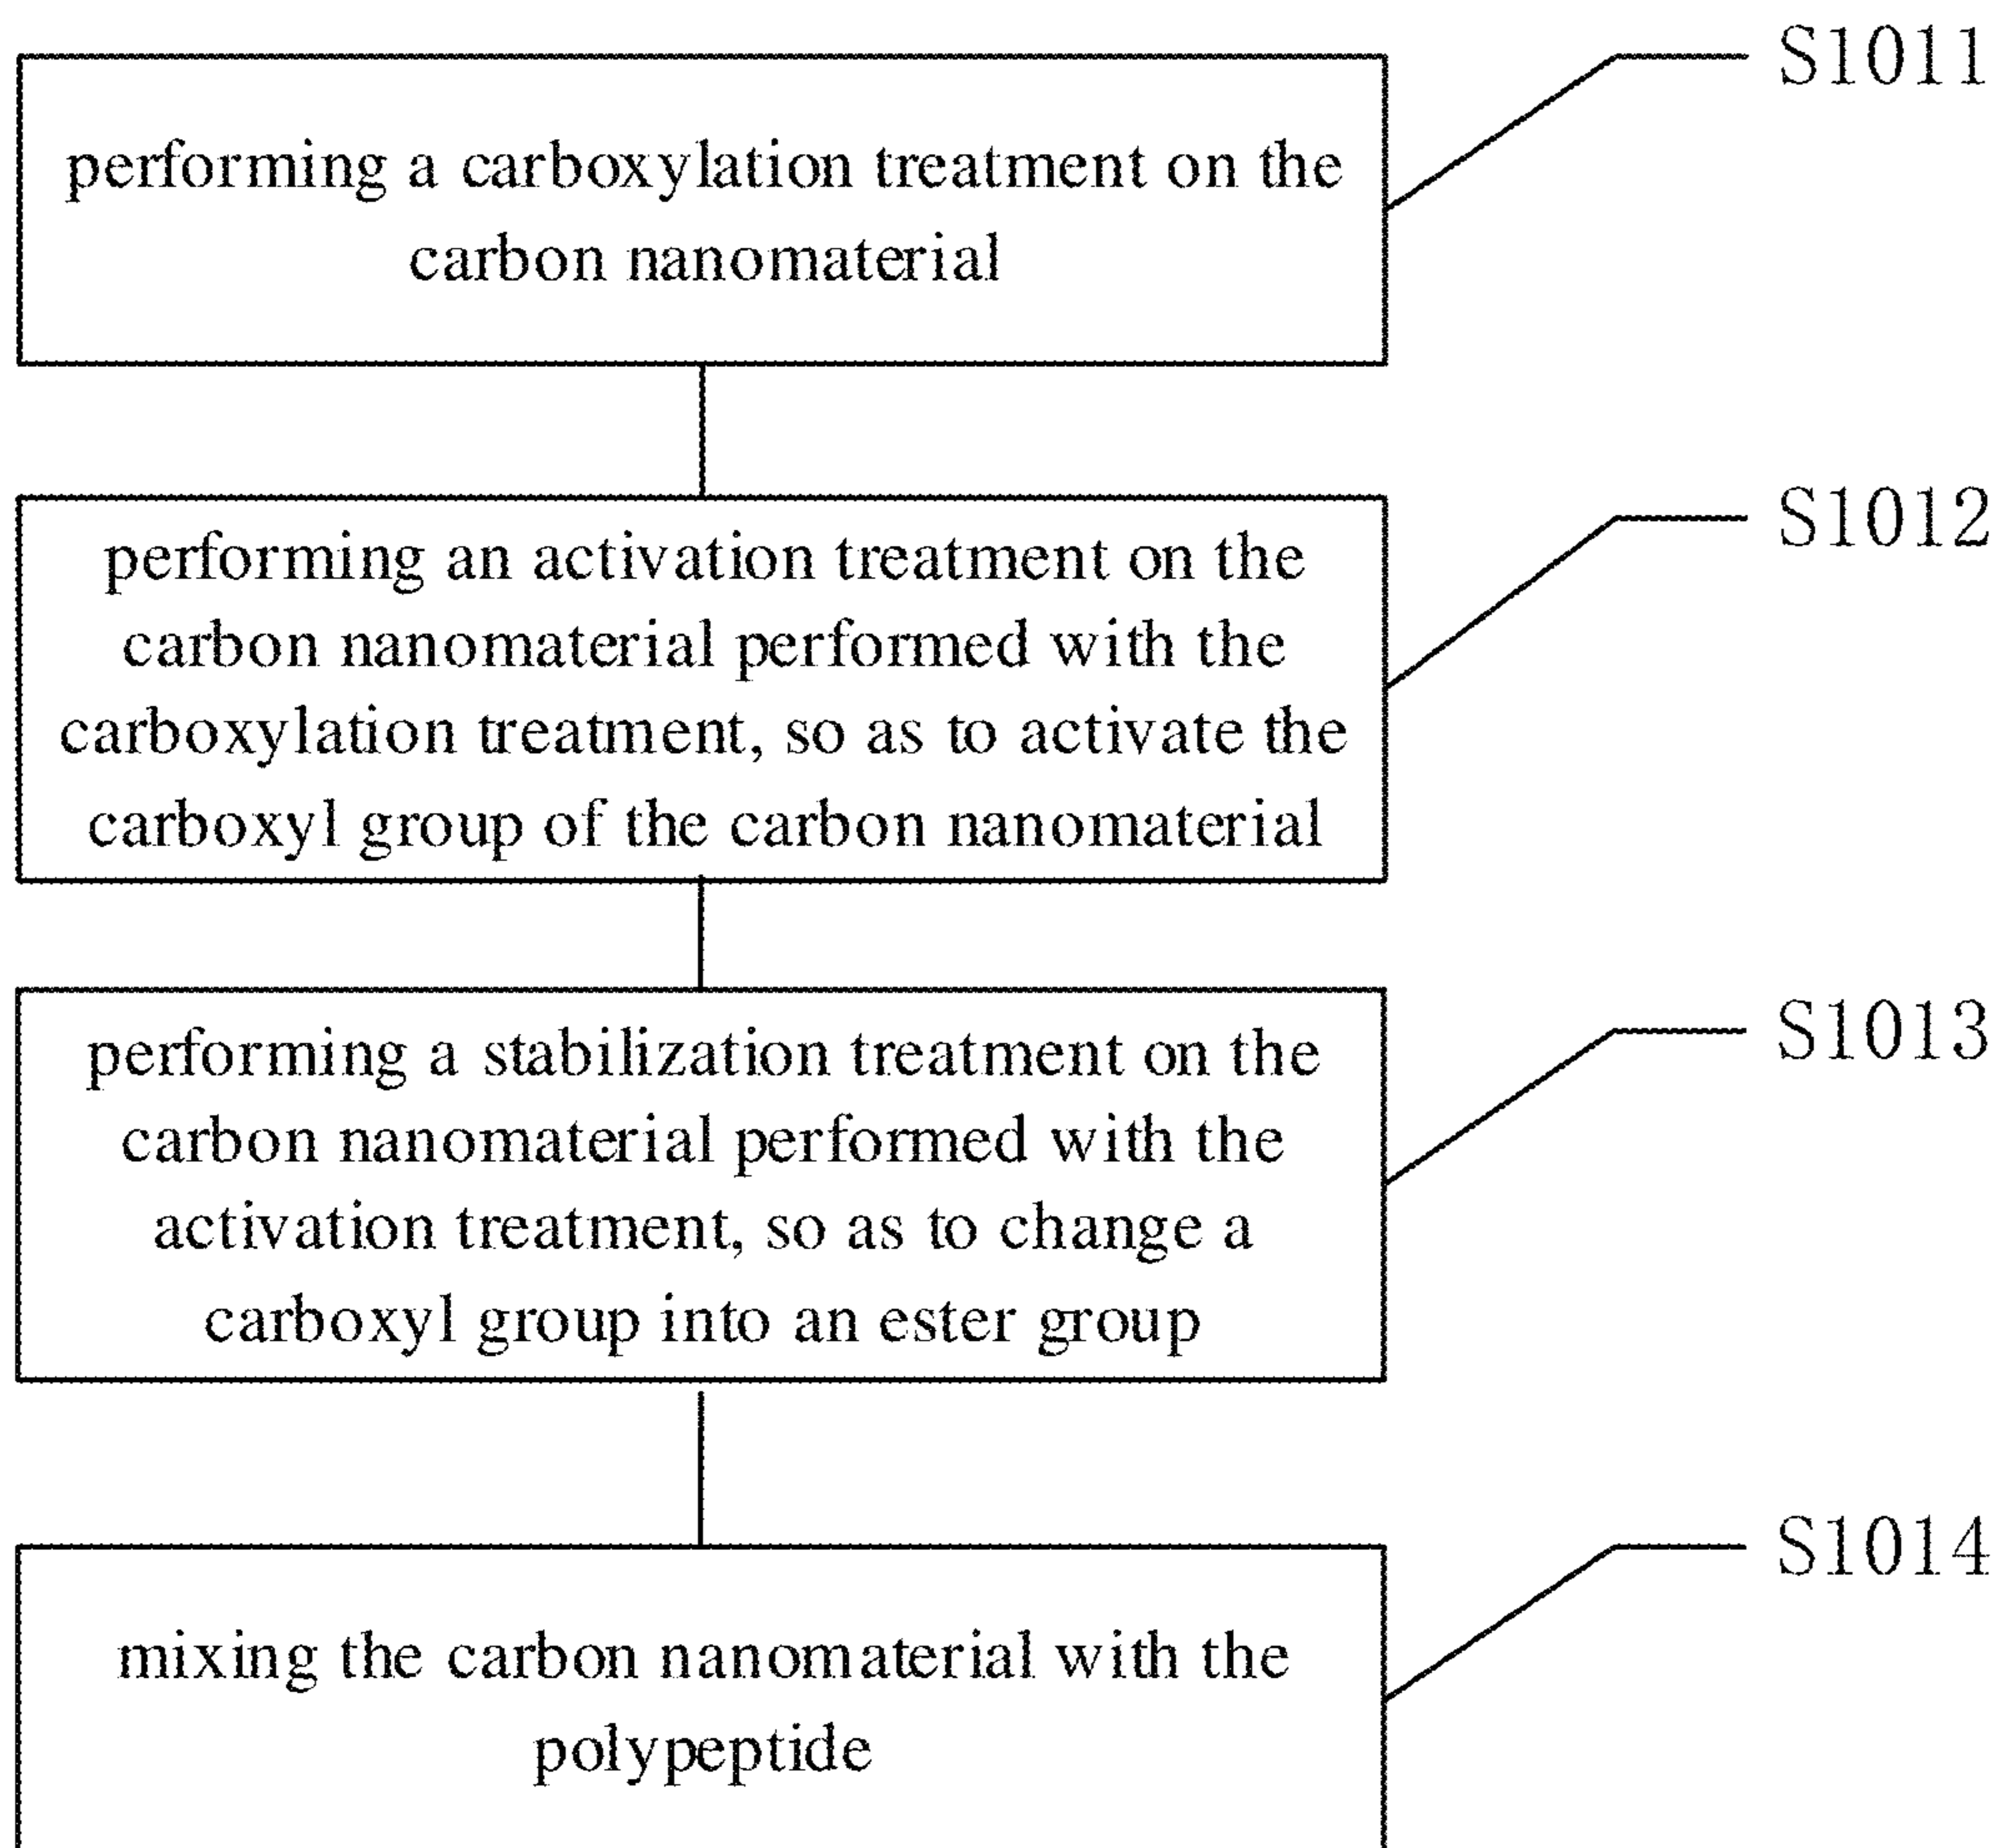 S1011
performing a carboxylation treatment on the
carbon nanomaterial
S1012
performing an activation treatment on the
carbon nanomaterial performed with the
carboxylation treatment, so as to activate the
carboxyl group of the carbon nanomaterial
S1013
performing a stabilization treatment on the
carbon nanomaterial performed with the
activation treatment, so as to change a
carboxyl group into an ester group
S1014
mixing the carbon nanomaterial with the
polypeptide